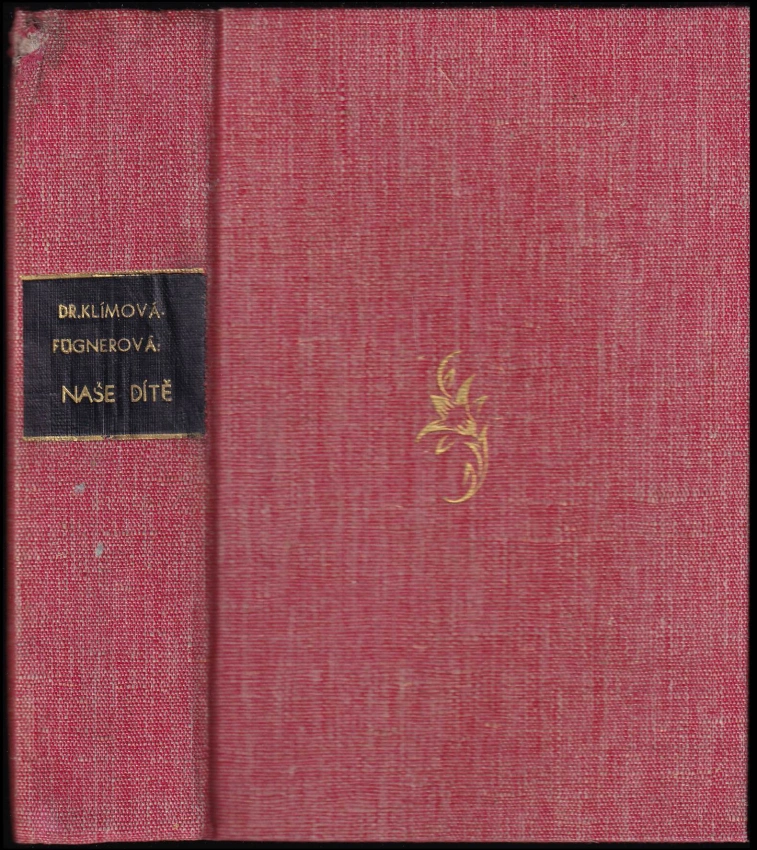 DR. KLÍMOVÁ-
FÜGNEROVÁ:
NAŠE DÍTĚ